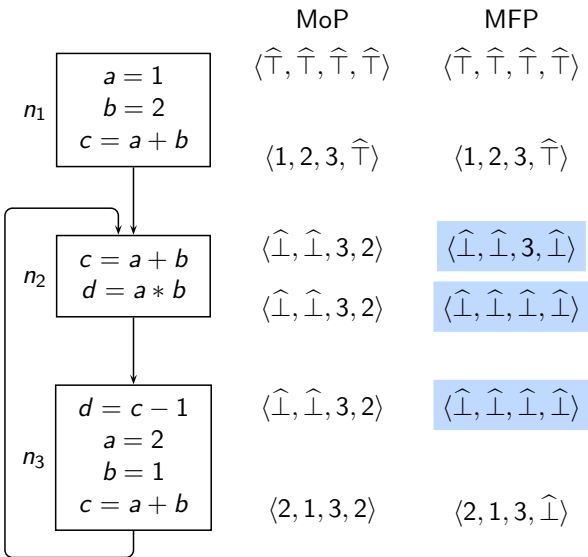 MoP MFP
a = 1
b = 2
c = a + b
n₁
⟨⊤̂, ⊤̂, ⊤̂, ⊤̂⟩ ⟨⊤̂, ⊤̂, ⊤̂, ⊤̂⟩
⟨1, 2, 3, ⊤̂⟩ ⟨1, 2, 3, ⊤̂⟩
c = a + b
d = a ∗ b
n₂
⟨⊥̂, ⊥̂, 3, 2⟩ ⟨⊥̂, ⊥̂, 3, ⊥̂⟩
⟨⊥̂, ⊥̂, 3, 2⟩ ⟨⊥̂, ⊥̂, ⊥̂, ⊥̂⟩
d = c − 1
a = 2
b = 1
c = a + b
n₃
⟨⊥̂, ⊥̂, 3, 2⟩ ⟨⊥̂, ⊥̂, ⊥̂, ⊥̂⟩
⟨2, 1, 3, 2⟩ ⟨2, 1, 3, ⊥̂⟩